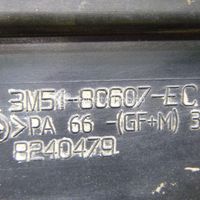 3M51-8C607-EC
>PA 66-(GF+M) 3
8240479